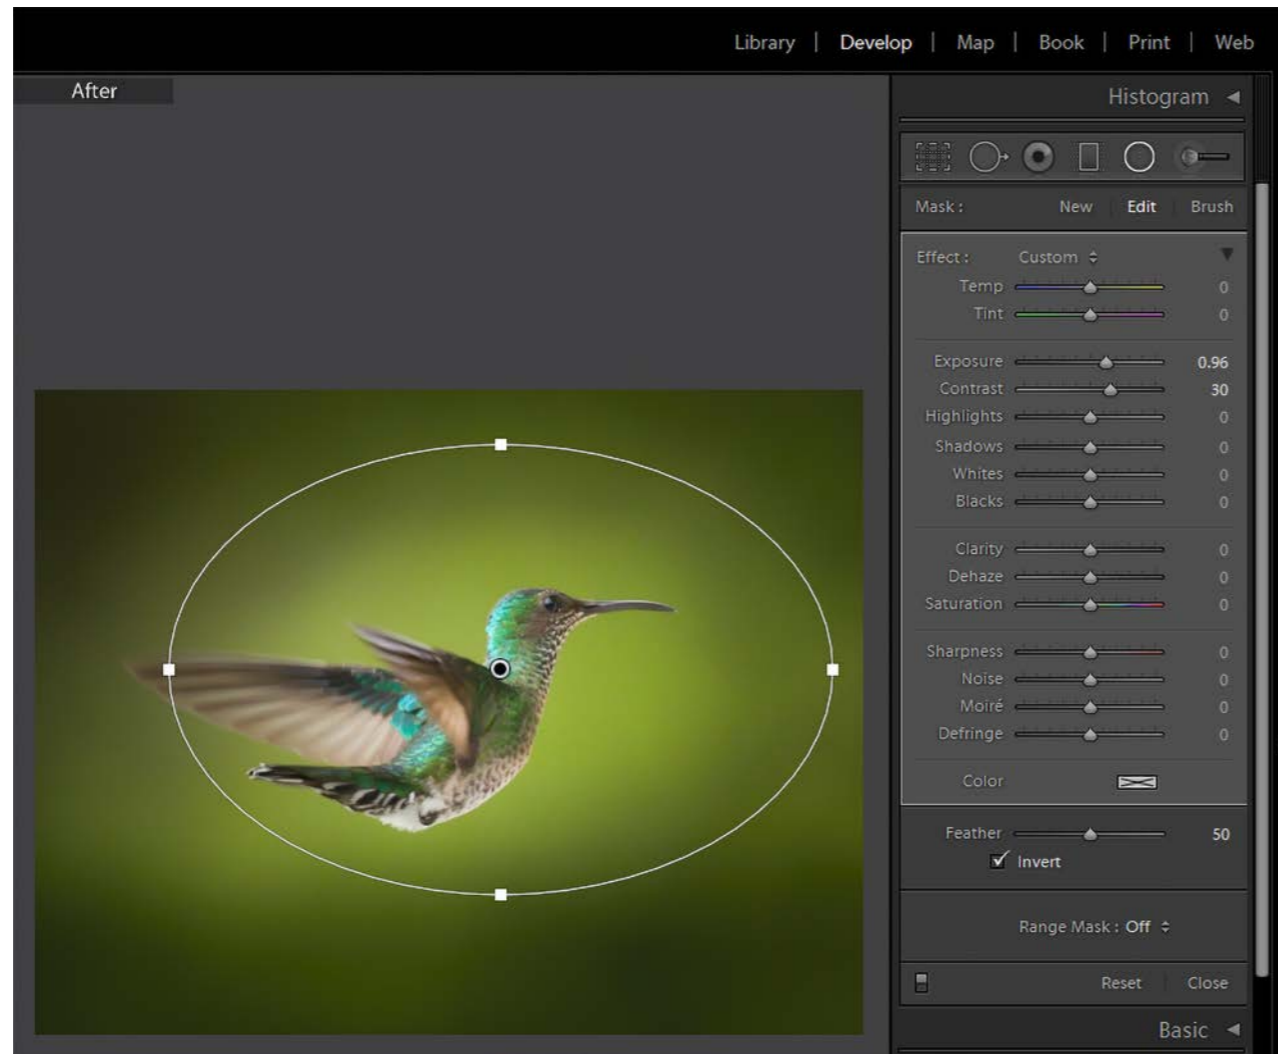 Library | Develop | Map | Book | Print | Web
After
Histogram
Mask : New Edit Brush
Effect : Custom
Temp 0
Tint 0
Exposure 0.96
Contrast 30
Highlights 0
Shadows 0
Whites 0
Blacks 0
Clarity 0
Dehaze 0
Saturation 0
Sharpness 0
Noise 0
Moiré 0
Defringe 0
Color
Feather 50
Invert
Range Mask : Off
Reset Close
Basic